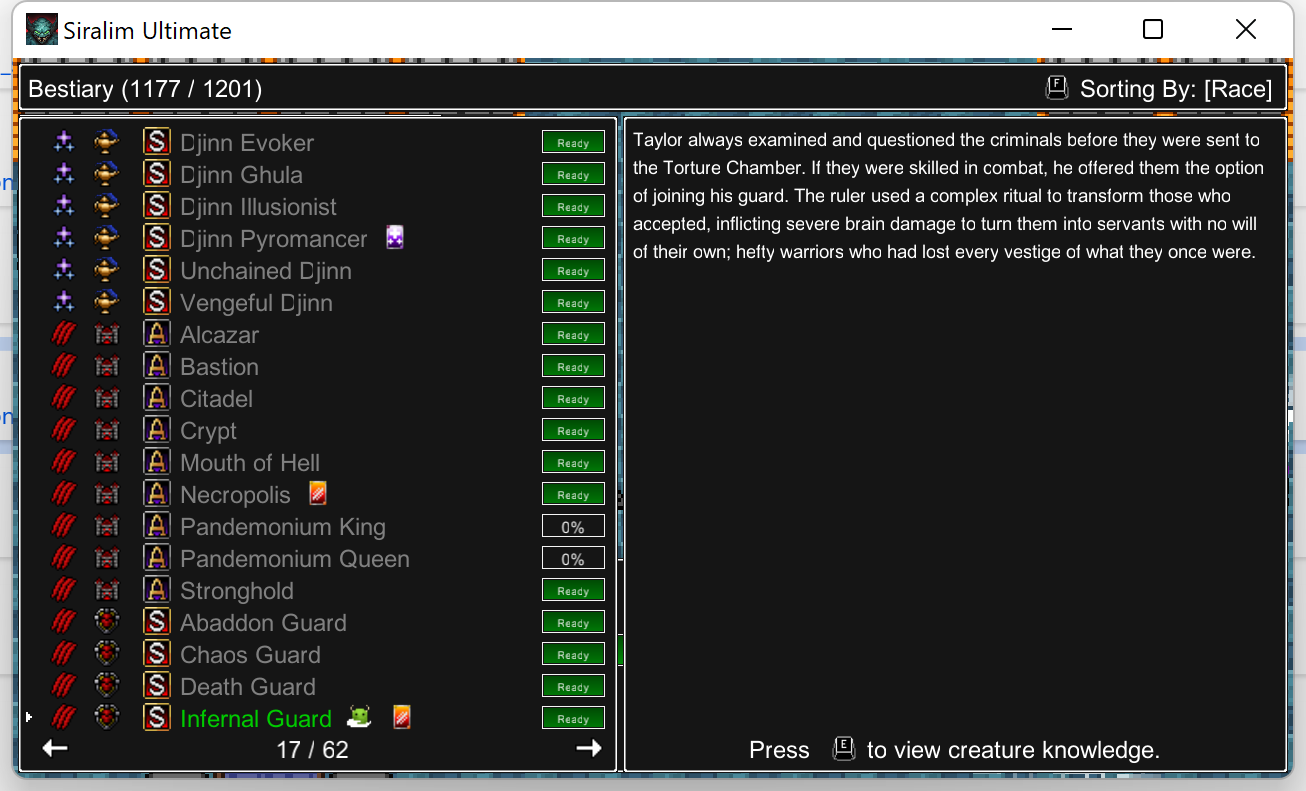 Siralim Ultimate
Bestiary (1177 / 1201)
F Sorting By: [Race]
S Djinn Evoker Ready
S Djinn Ghula Ready
S Djinn Illusionist Ready
S Djinn Pyromancer Ready
S Unchained Djinn Ready
S Vengeful Djinn Ready
A Alcazar Ready
A Bastion Ready
A Citadel Ready
A Crypt Ready
A Mouth of Hell Ready
A Necropolis Ready
A Pandemonium King 0%
A Pandemonium Queen 0%
A Stronghold Ready
S Abaddon Guard Ready
S Chaos Guard Ready
S Death Guard Ready
S Infernal Guard Ready
17 / 62
Taylor always examined and questioned the criminals before they were sent to
the Torture Chamber. If they were skilled in combat, he offered them the option
of joining his guard. The ruler used a complex ritual to transform those who
accepted, inflicting severe brain damage to turn them into servants with no will
of their own; hefty warriors who had lost every vestige of what they once were.
Press E to view creature knowledge.